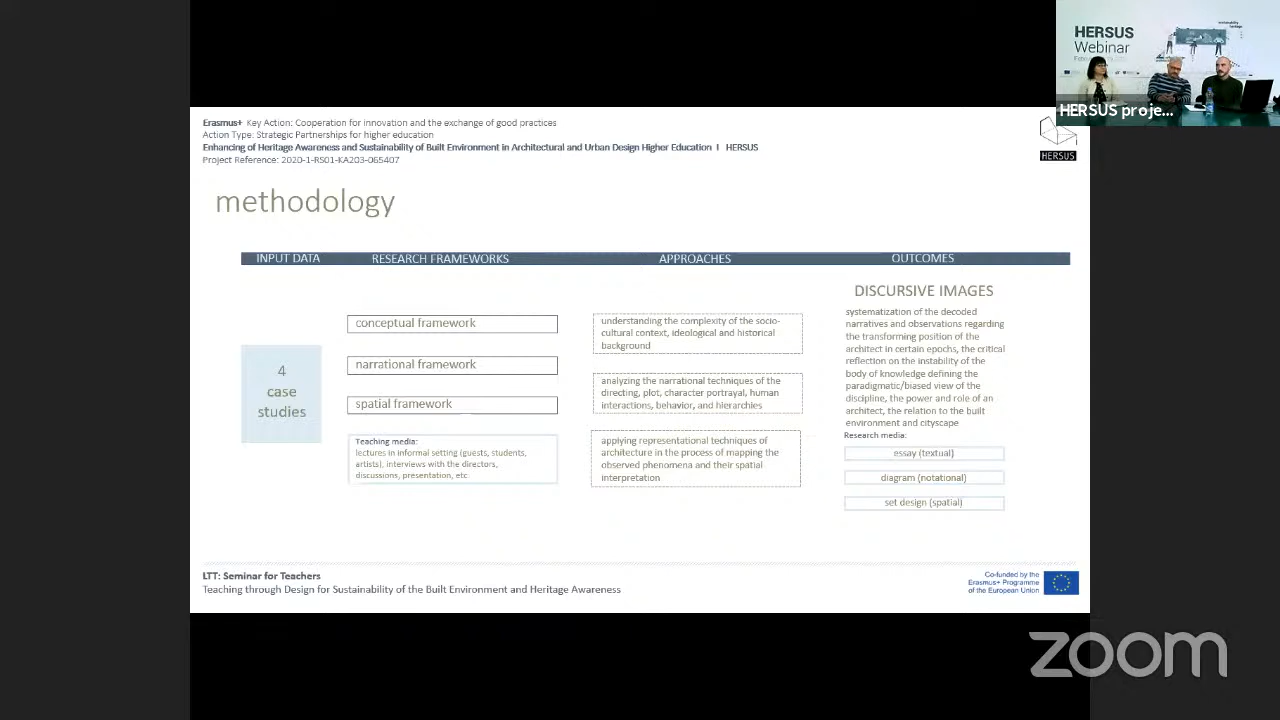 HERSUS
Webinar
HERSUS proje...
Erasmus+ Key Action: Cooperation for innovation and the exchange of good practices
Action Type: Strategic Partnerships for higher education
Enhancing of Heritage Awareness and Sustainability of Built Environment in Architectural and Urban Design Higher Education I HERSUS
Project Reference: 2020-1-RS01-KA203-065407
HERSUS
methodology
INPUT DATA RESEARCH FRAMEWORKS APPROACHES OUTCOMES
4
case
studies
conceptual framework
narrational framework
spatial framework
Teaching media:
lectures in informal setting (guests, students,
artists), interviews with the directors,
discussions, presentation, etc.
understanding the complexity of the socio-
cultural context, ideological and historical
background
analyzing the narrational techniques of the
directing, plot, character portrayal, human
interactions, behavior, and hierarchies
applying representational techniques of
architecture in the process of mapping the
observed phenomena and their spatial
interpretation
DISCURSIVE IMAGES
systematization of the decoded
narratives and observations regarding
the transforming position of the
architect in certain epochs, the critical
reflection on the instability of the
body of knowledge defining the
paradigmatic/biased view of the
discipline, the power and role of an
architect, the relation to the built
environment and cityscape
Research media:
essay (textual)
diagram (notational)
set design (spatial)
LTT: Seminar for Teachers
Teaching through Design for Sustainability of the Built Environment and Heritage Awareness
Co-funded by the
Erasmus+ Programme
of the European Union
zoom